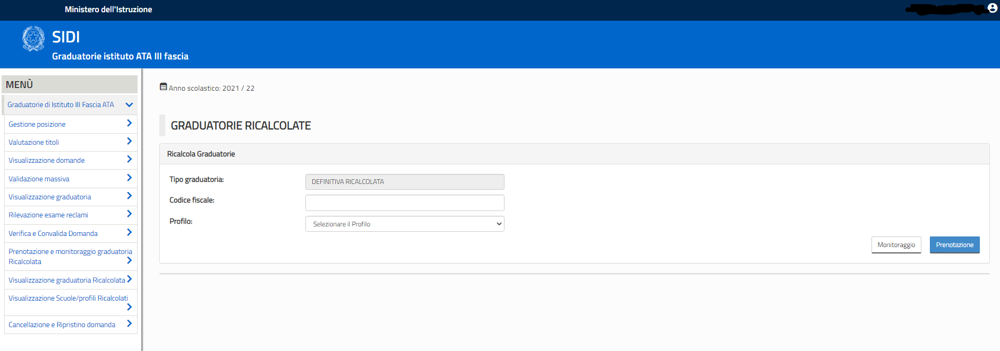 Ministero dell'Istruzione
SIDI
Graduatorie istituto ATA III fascia
MENÙ
Graduatorie di Istituto III Fascia ATA
Gestione posizione
Valutazione titoli
Visualizzazione domande
Validazione massiva
Visualizzazione graduatoria
Rilevazione esame reclami
Verifica e Convalida Domanda
Prenotazione e monitoraggio graduatoria
Ricalcolata
Visualizzazione graduatoria Ricalcolata
Visualizzazione Scuole/profili Ricalcolati
Cancellazione e Ripristino domanda
Anno scolastico: 2021 / 22
GRADUATORIE RICALCOLATE
Ricalcola Graduatorie
Tipo graduatoria:
DEFINITIVA RICALCOLATA
Codice fiscale:
Profilo:
Selezionare il Profilo
Monitoraggio
Prenotazione